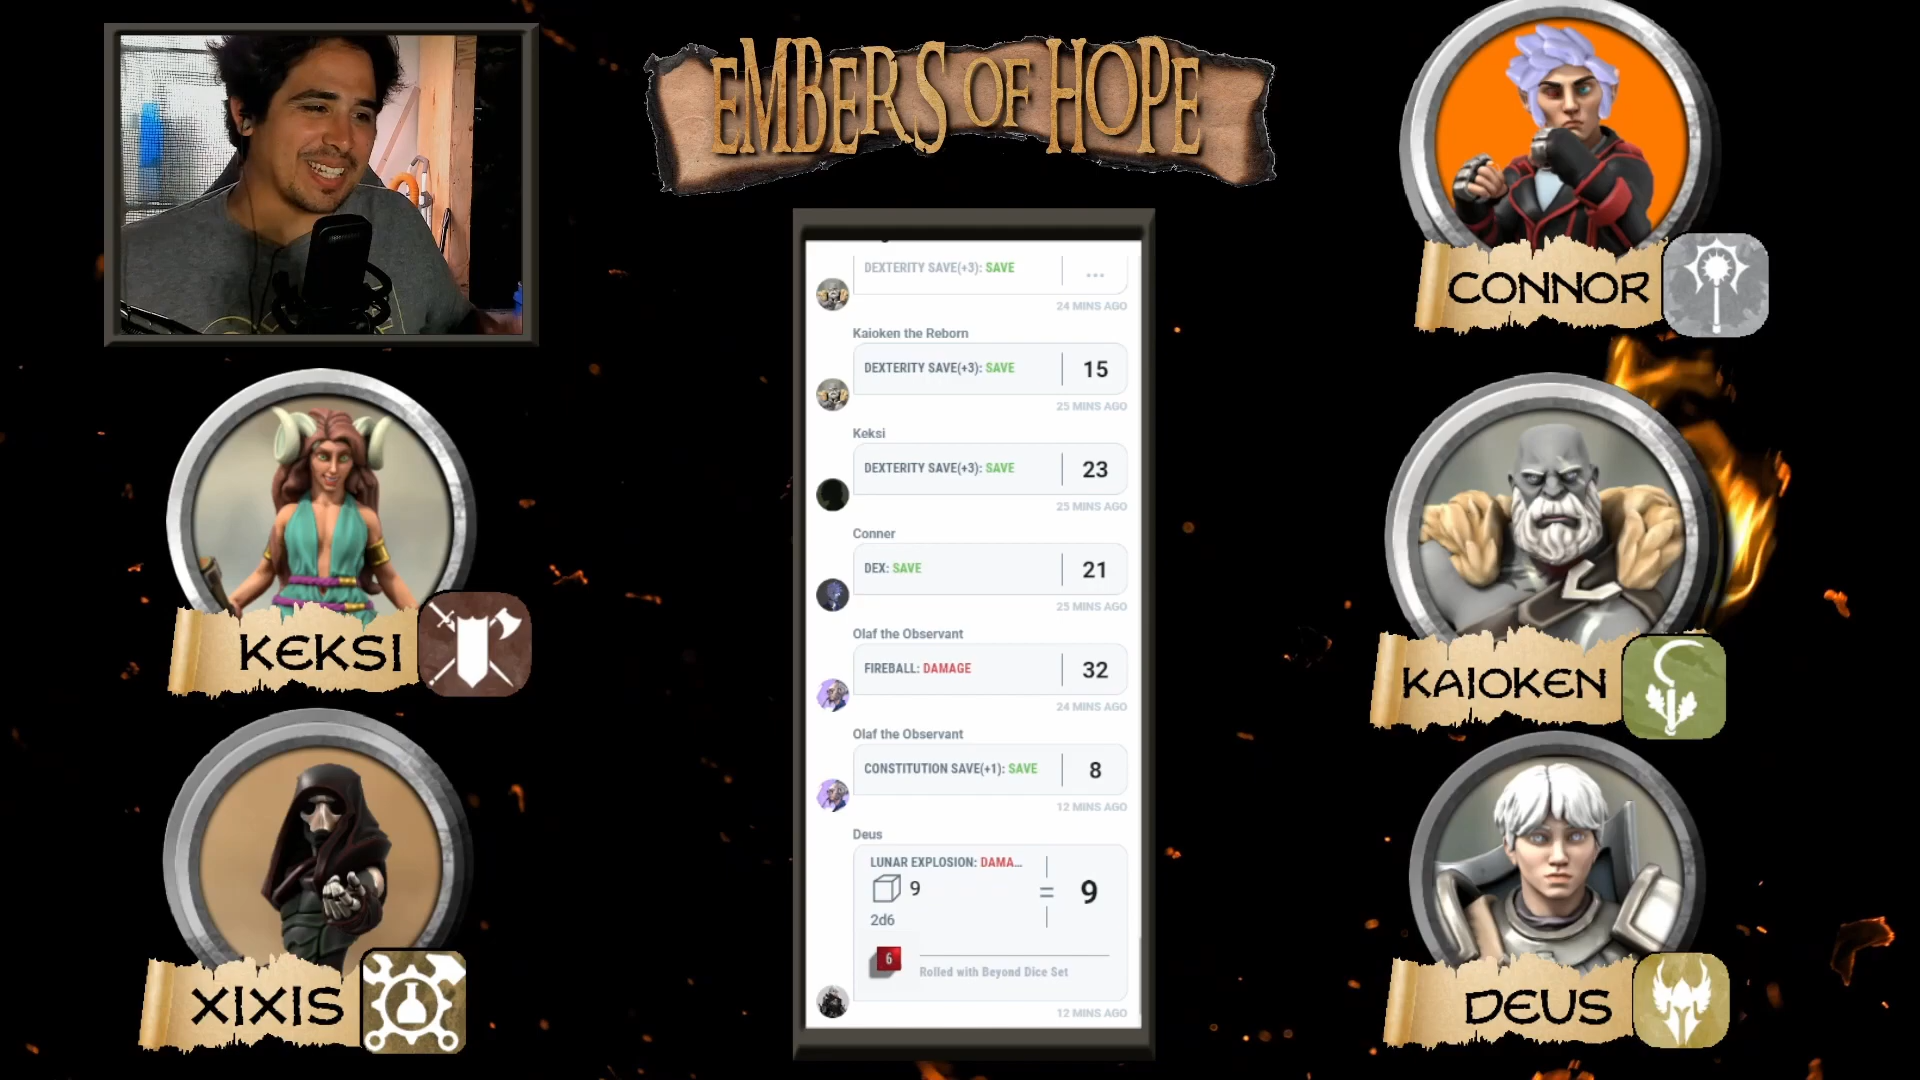 EMBERS OF HOPE
CONNOR
KEKSI
KAIOKEN
XIXIS
DEUS
DEXTERITY SAVE(+3): SAVE
...
24 MINS AGO
Kaioken the Reborn
DEXTERITY SAVE(+3): SAVE
15
25 MINS AGO
Keksi
DEXTERITY SAVE(+3): SAVE
23
25 MINS AGO
Conner
DEX: SAVE
21
25 MINS AGO
Olaf the Observant
FIREBALL: DAMAGE
32
24 MINS AGO
Olaf the Observant
CONSTITUTION SAVE(+1): SAVE
8
12 MINS AGO
Deus
LUNAR EXPLOSION: DAMA...
9
=
9
2d6
6
Rolled with Beyond Dice Set
12 MINS AGO